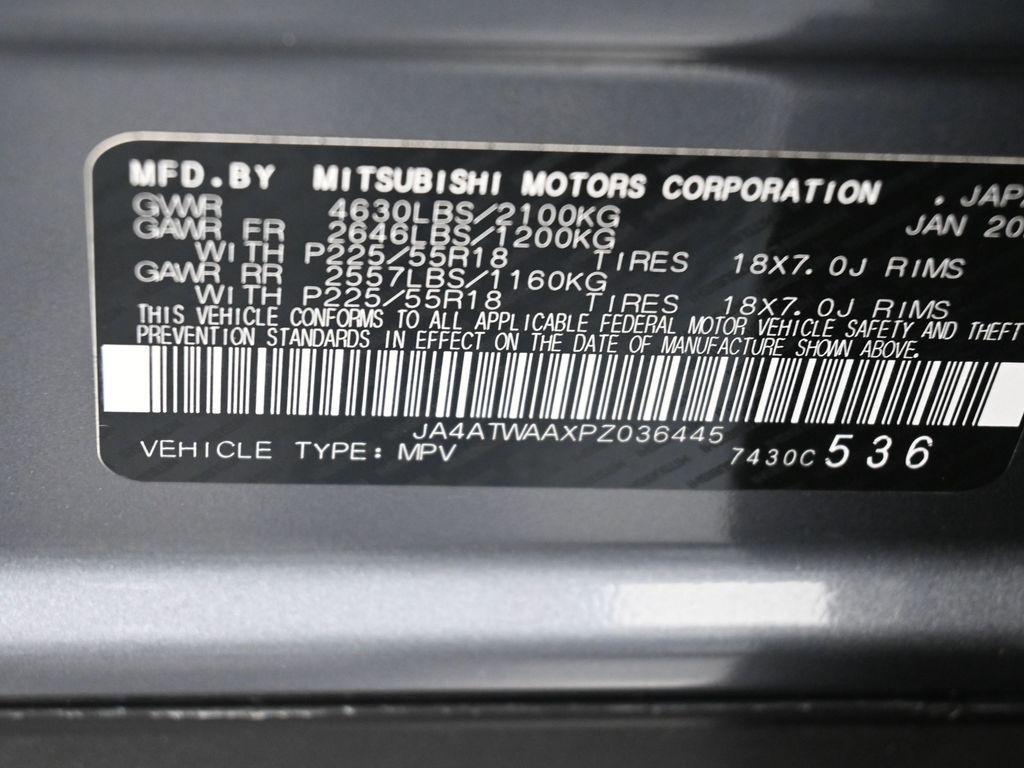 MFD.BY MITSUBISHI MOTORS CORPORATION . JAP
GVWR 4630LBS/2100KG JAN 20
GAWR FR 2646LBS/1200KG
WITH P225/55R18 TIRES 18X7.0J RIMS
GAWR RR 2557LBS/1160KG
WITH P225/55R18 TIRES 18X7.0J RIMS
THIS VEHICLE CONFORMS TO ALL APPLICABLE FEDERAL MOTOR VEHICLE SAFETY AND THEFT
PREVENTION STANDARDS IN EFFECT ON THE DATE OF MANUFACTURE SHOWN ABOVE.
JA4ATWAAXPZ036445
VEHICLE TYPE: MPV 7430C 536